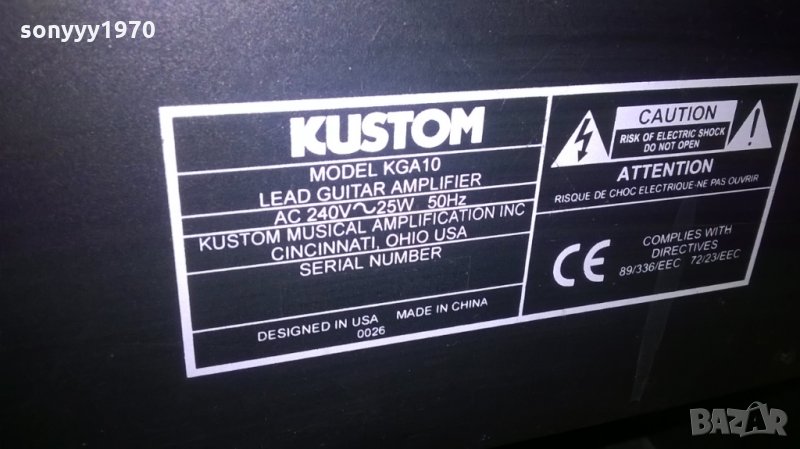 sonyyy1970
KUSTOM
MODEL KGA10
LEAD GUITAR AMPLIFIER
AC 240V～25W 50Hz
KUSTOM MUSICAL AMPLIFICATION INC
CINCINNATI, OHIO USA
SERIAL NUMBER
DESIGNED IN USA MADE IN CHINA
0026
CAUTION
RISK OF ELECTRIC SHOCK
DO NOT OPEN
ATTENTION
RISQUE DE CHOC ELECTRIQUE-NE PAS OUVRIR
CE
COMPLIES WITH
DIRECTIVES
89/336/EEC 72/23/EEC
BAZAR